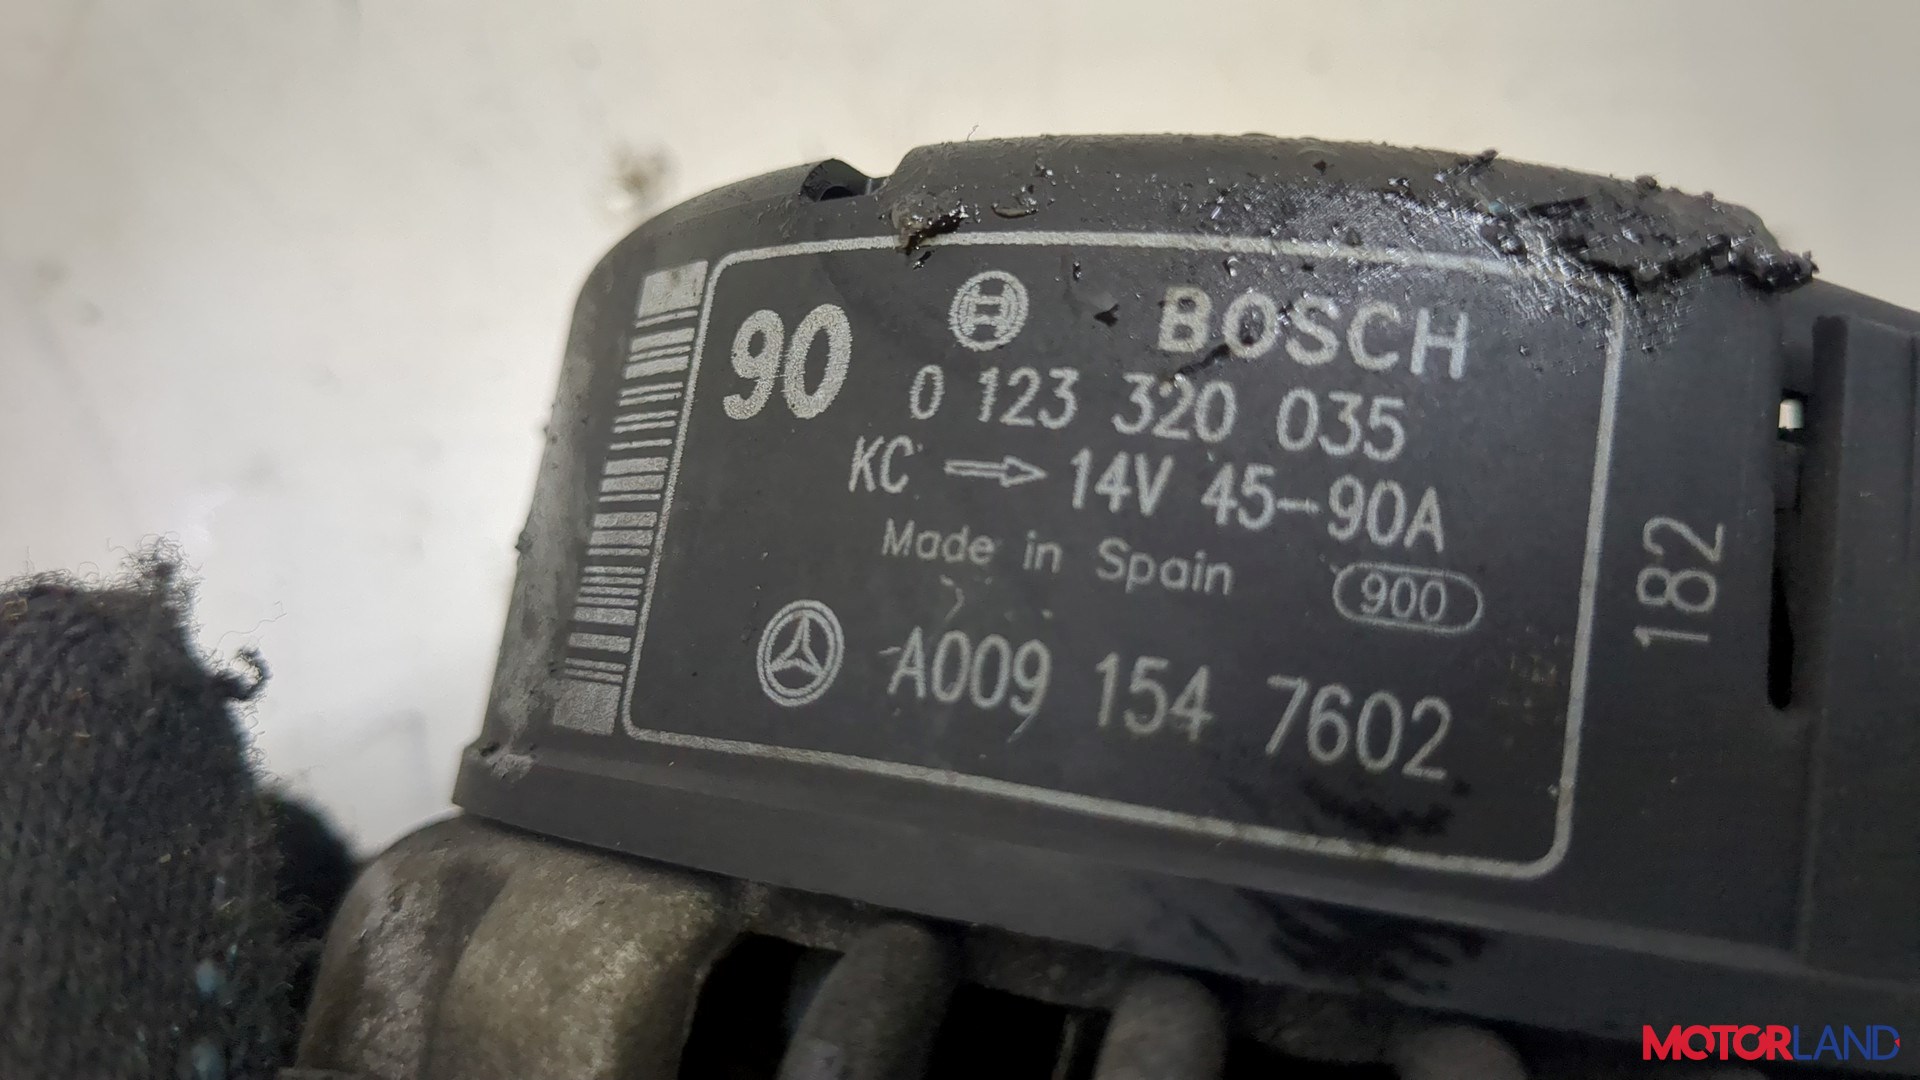 90 BOSCH
0 123 320 035
KC → 14V 45-90A
Made in Spain 900
A009 154 7602
182
MOTORLAND